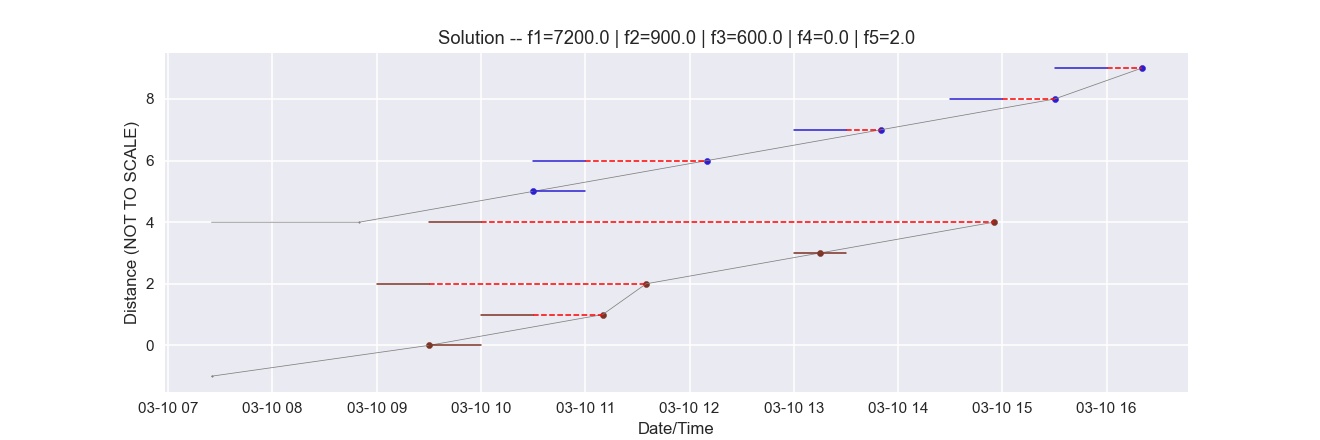 Solution -- f1=7200.0 | f2=900.0 | f3=600.0 | f4=0.0 | f5=2.0
Distance (NOT TO SCALE)
8
6
4
2
0
03-10 07 03-10 08 03-10 09 03-10 10 03-10 11 03-10 12 03-10 13 03-10 14 03-10 15 03-10 16
Date/Time